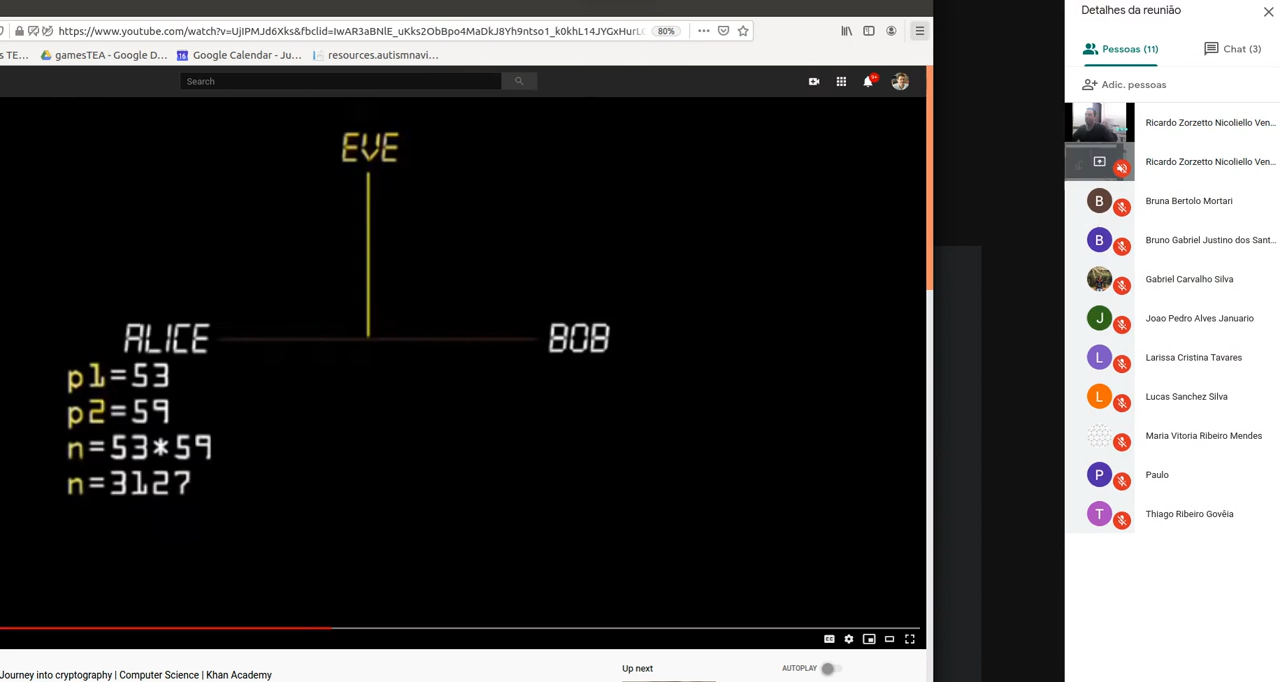 https://www.youtube.com/watch?v=UjIPMJd6Xks&fbclid=IwAR3aBNlE_uKks2ObBpo4MaDkJ8Yh9ntso1_k0khL14JYGxHurL
80%
s TE...
gamesTEA - Google D...
16
Google Calendar - Ju...
resources.autismnavi...
Search
9+
EVE
ALICE
BOB
p1=53
p2=59
n=53*59
n=3127
Journey into cryptography | Computer Science | Khan Academy
Up next
AUTOPLAY
Detalhes da reunião
Pessoas (11)
Chat (3)
Adic. pessoas
Ricardo Zorzetto Nicoliello Ven...
Ricardo Zorzetto Nicoliello Ven...
B
Bruna Bertolo Mortari
B
Bruno Gabriel Justino dos Sant...
Gabriel Carvalho Silva
J
Joao Pedro Alves Januario
L
Larissa Cristina Tavares
L
Lucas Sanchez Silva
Maria Vitoria Ribeiro Mendes
P
Paulo
T
Thiago Ribeiro Govêia